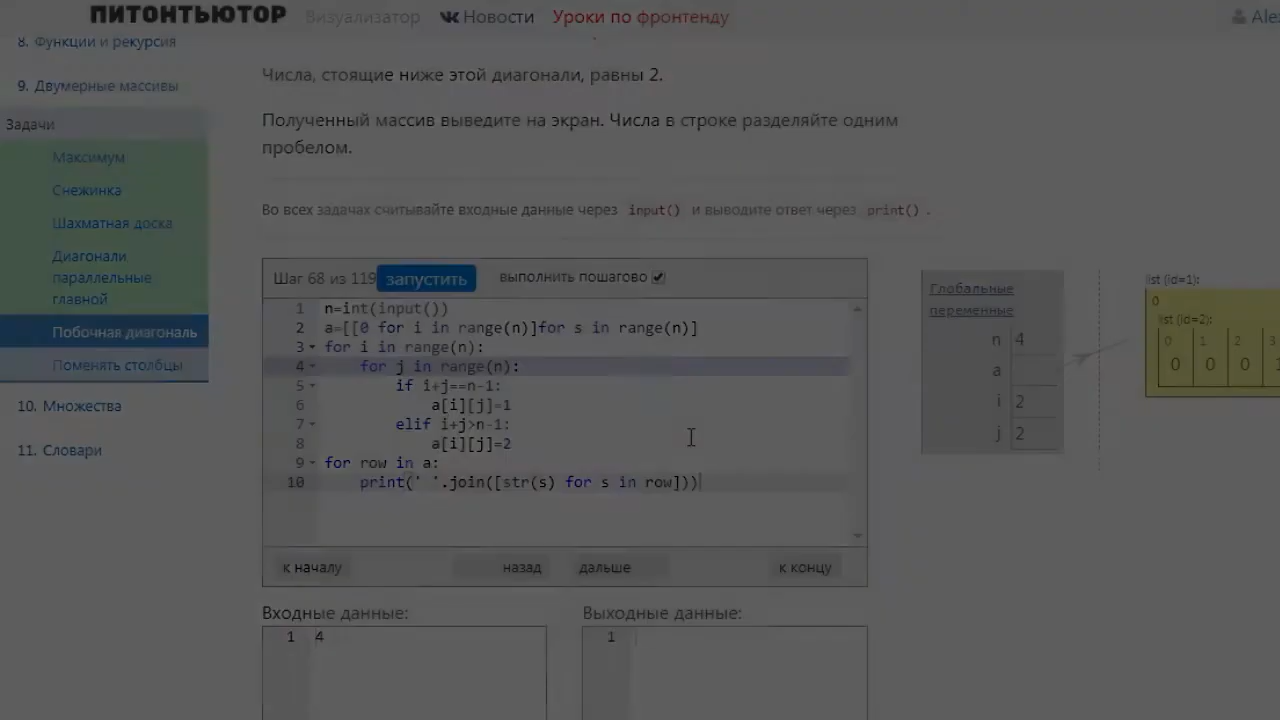 ПИТОНТЬЮТОР Визуализатор Новости Уроки по фронтенду
8. Функции и рекурсия
9. Двумерные массивы
Задачи
Максимум
Снежинка
Шахматная доска
Диагонали
параллельные
главной
Побочная диагональ
Поменять столбцы
10. Множества
11. Словари
Числа, стоящие ниже этой диагонали, равны 2.
Полученный массив выведите на экран. Числа в строке разделяйте одним
пробелом.
Во всех задачах считывайте входные данные через input() и выводите ответ через print() .
Шаг 68 из 119 запустить выполнить пошагово
1 n=int(input())
2 a=[[0 for i in range(n)]for s in range(n)]
3 for i in range(n):
4 for j in range(n):
5 if i+j==n-1:
6 a[i][j]=1
7 elif i+j>n-1:
8 a[i][j]=2
9 for row in a:
10 print(' '.join([str(s) for s in row]))
к началу назад дальше к концу
Входные данные:
1 4
Выходные данные:
1
Глобальные
переменные
n 4
a
i 2
j 2
list (id=1):
0
list (id=2):
0 1 2 3
0 0 0